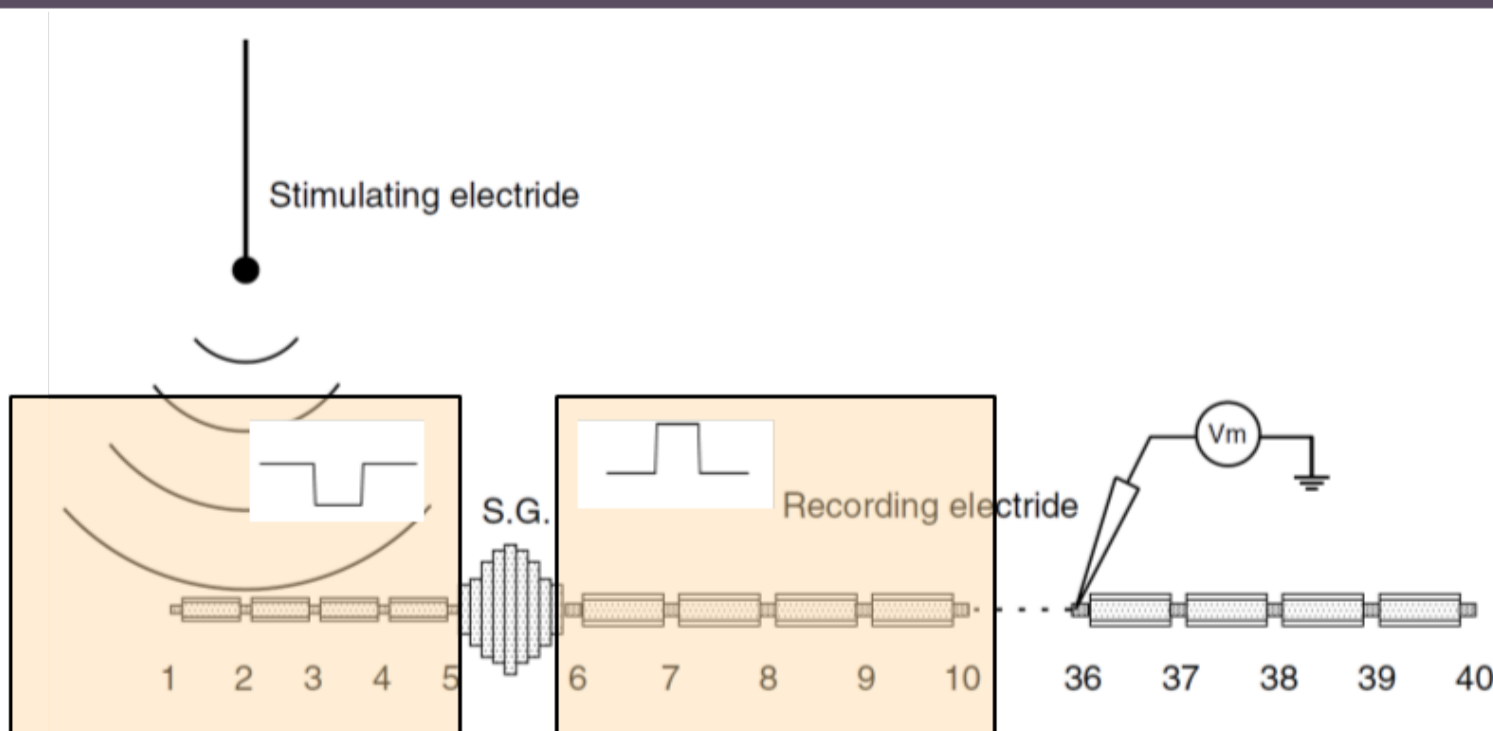 Stimulating electride
Vm
S.G.
Recording electride
1 2 3 4 5 6 7 8 9 10 36 37 38 39 40